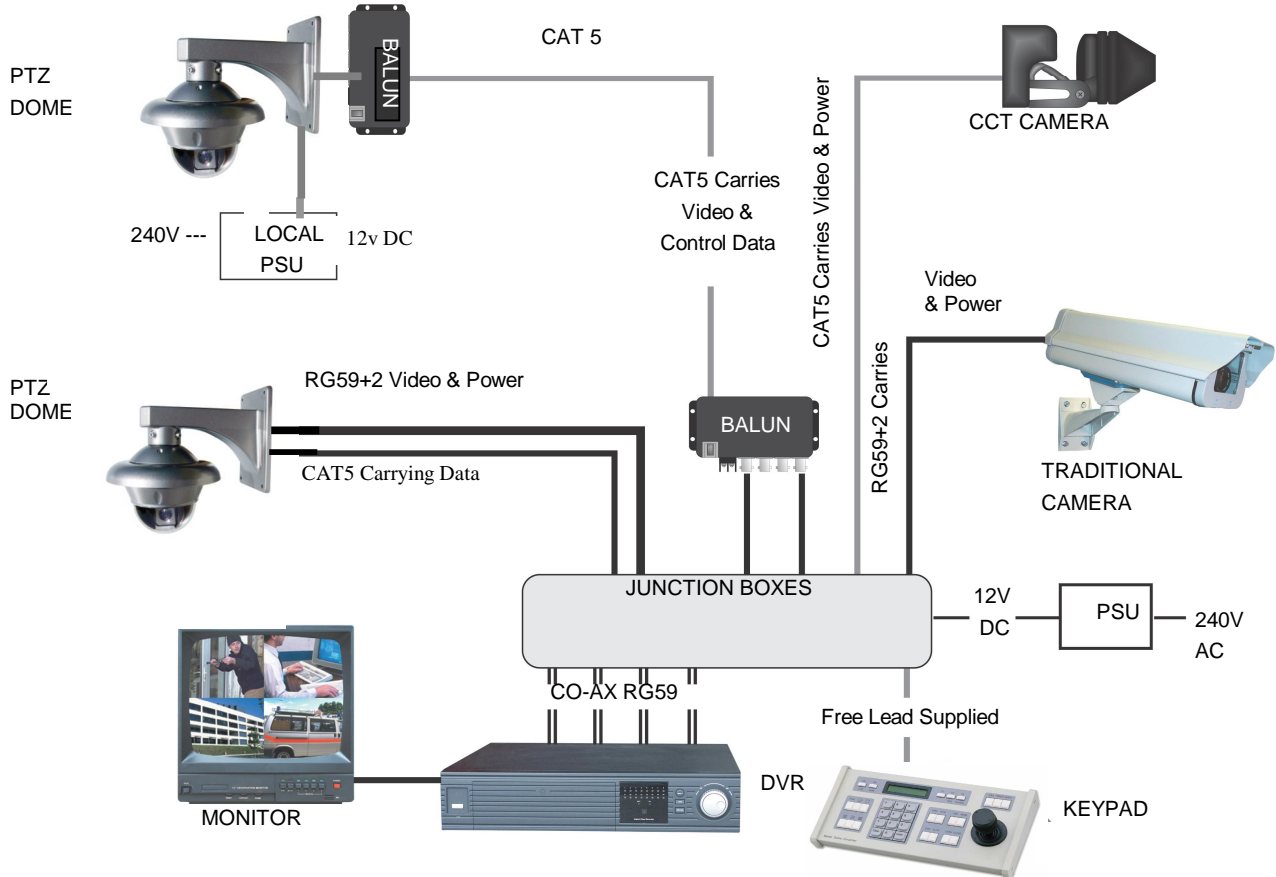 CAT 5
BALUN
PTZ
DOME
CCT CAMERA
CAT5 Carries Video & Power
CAT5 Carries
Video &
Control Data
240V ---
LOCAL
PSU
12v DC
Video
& Power
RG59+2 Video & Power
PTZ
DOME
BALUN
RG59+2 Carries
CAT5 Carrying Data
TRADITIONAL
CAMERA
JUNCTION BOXES
12V
DC
PSU
240V
AC
CO-AX RG59
Free Lead Supplied
DVR
MONITOR
KEYPAD